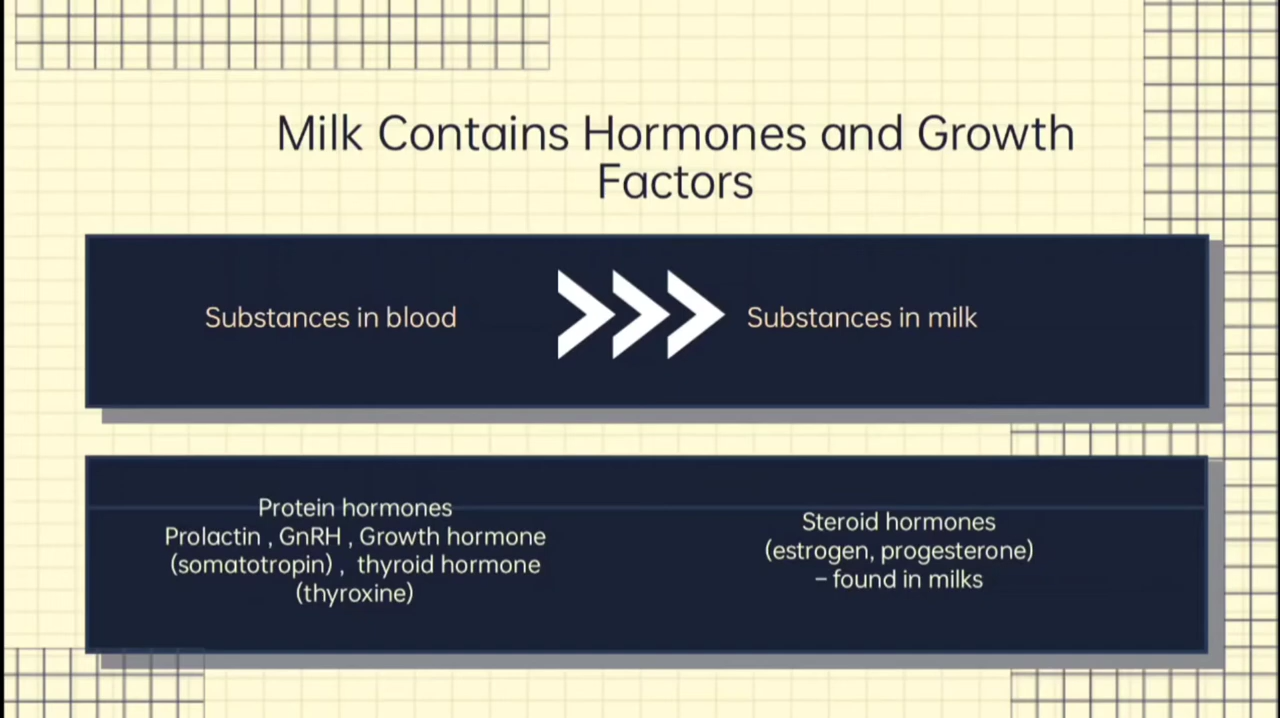 Milk Contains Hormones and Growth
Factors
Substances in blood
Substances in milk
Protein hormones
Prolactin , GnRH , Growth hormone
(somatotropin) , thyroid hormone
(thyroxine)
Steroid hormones
(estrogen, progesterone)
– found in milks